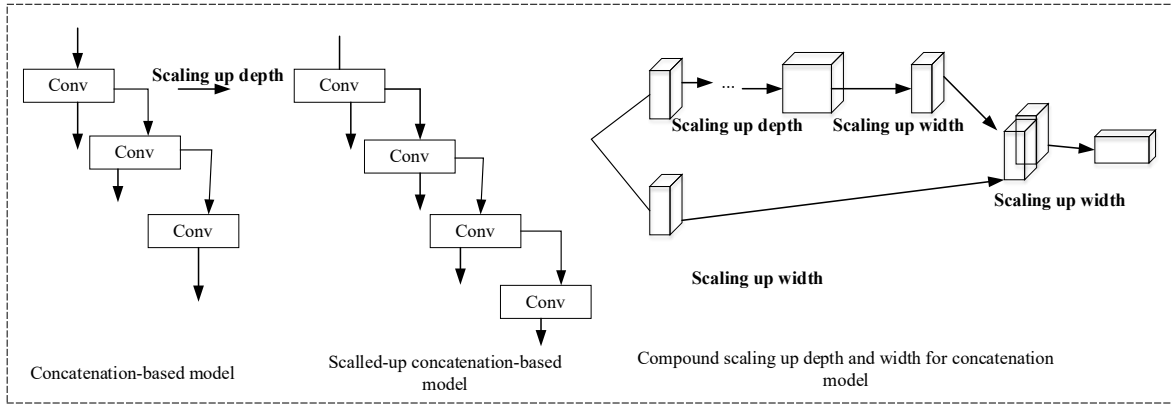 Conv
Conv
Conv
Concatenation-based model
Scaling up depth
Conv
Conv
Conv
Conv
Scalled-up concatenation-based
model
...
Scaling up depth
Scaling up width
Scaling up width
Scaling up width
Compound scaling up depth and width for concatenation
model